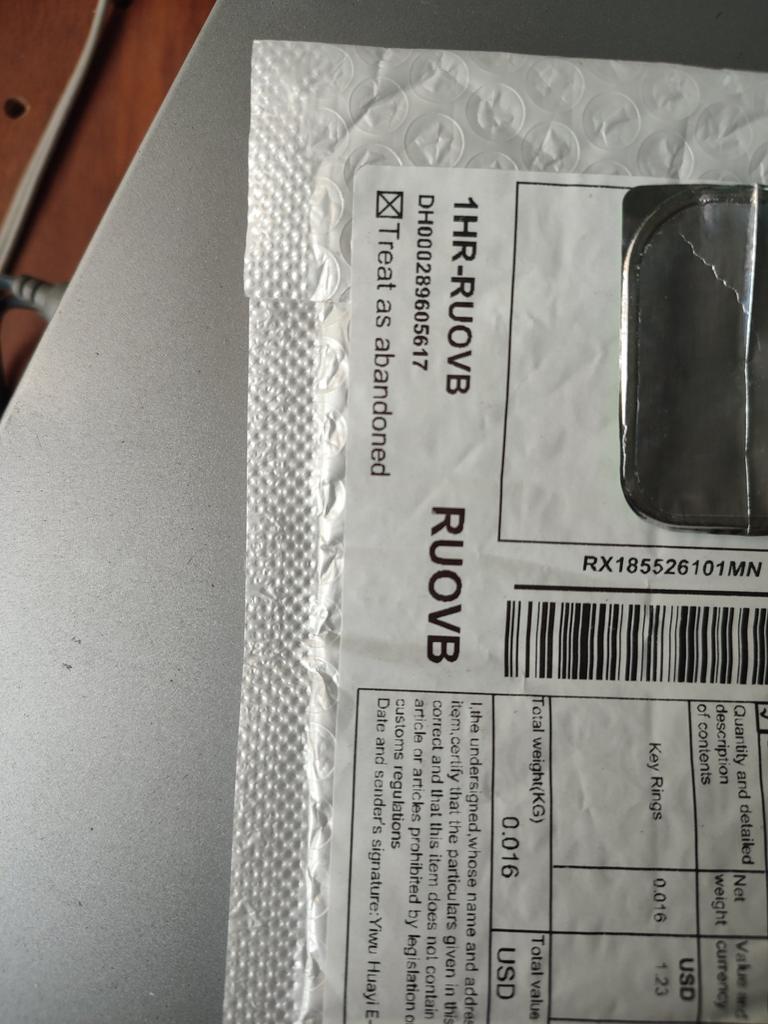 RX185526101MN
1HR-RUOVB
RUOVB
DH000289605617
☒Treat as abandoned
Quantity and detailed
description
of contents
Net
weight
Value and
currency
USD
Key Rings
0.016
1.23
Total weight(KG)
Total value
0.016
USD
I,the undersigned,whose name and
item,certify that the particulars given in this
correct and that this item does not contain
article or articles prohibited by legislation
customs regulations
Date and sender's signature:Yiwu Huayi E-